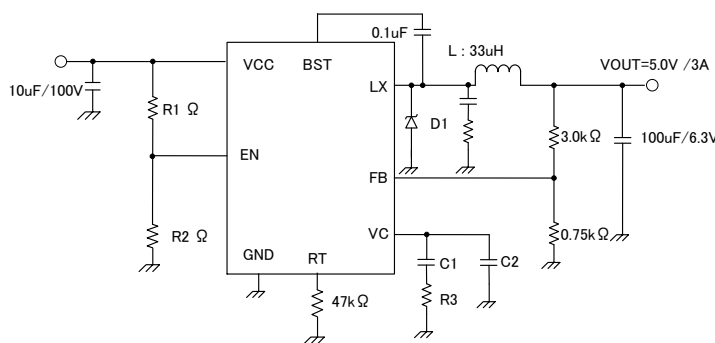 0.1uF
L : 33uH
VOUT=5.0V /3A
VCC
BST
LX
10uF/100V
R1 Ω
D1
3.0kΩ
100uF/6.3V
EN
FB
R2 Ω
VC
0.75kΩ
GND
RT
C1
C2
47kΩ
R3